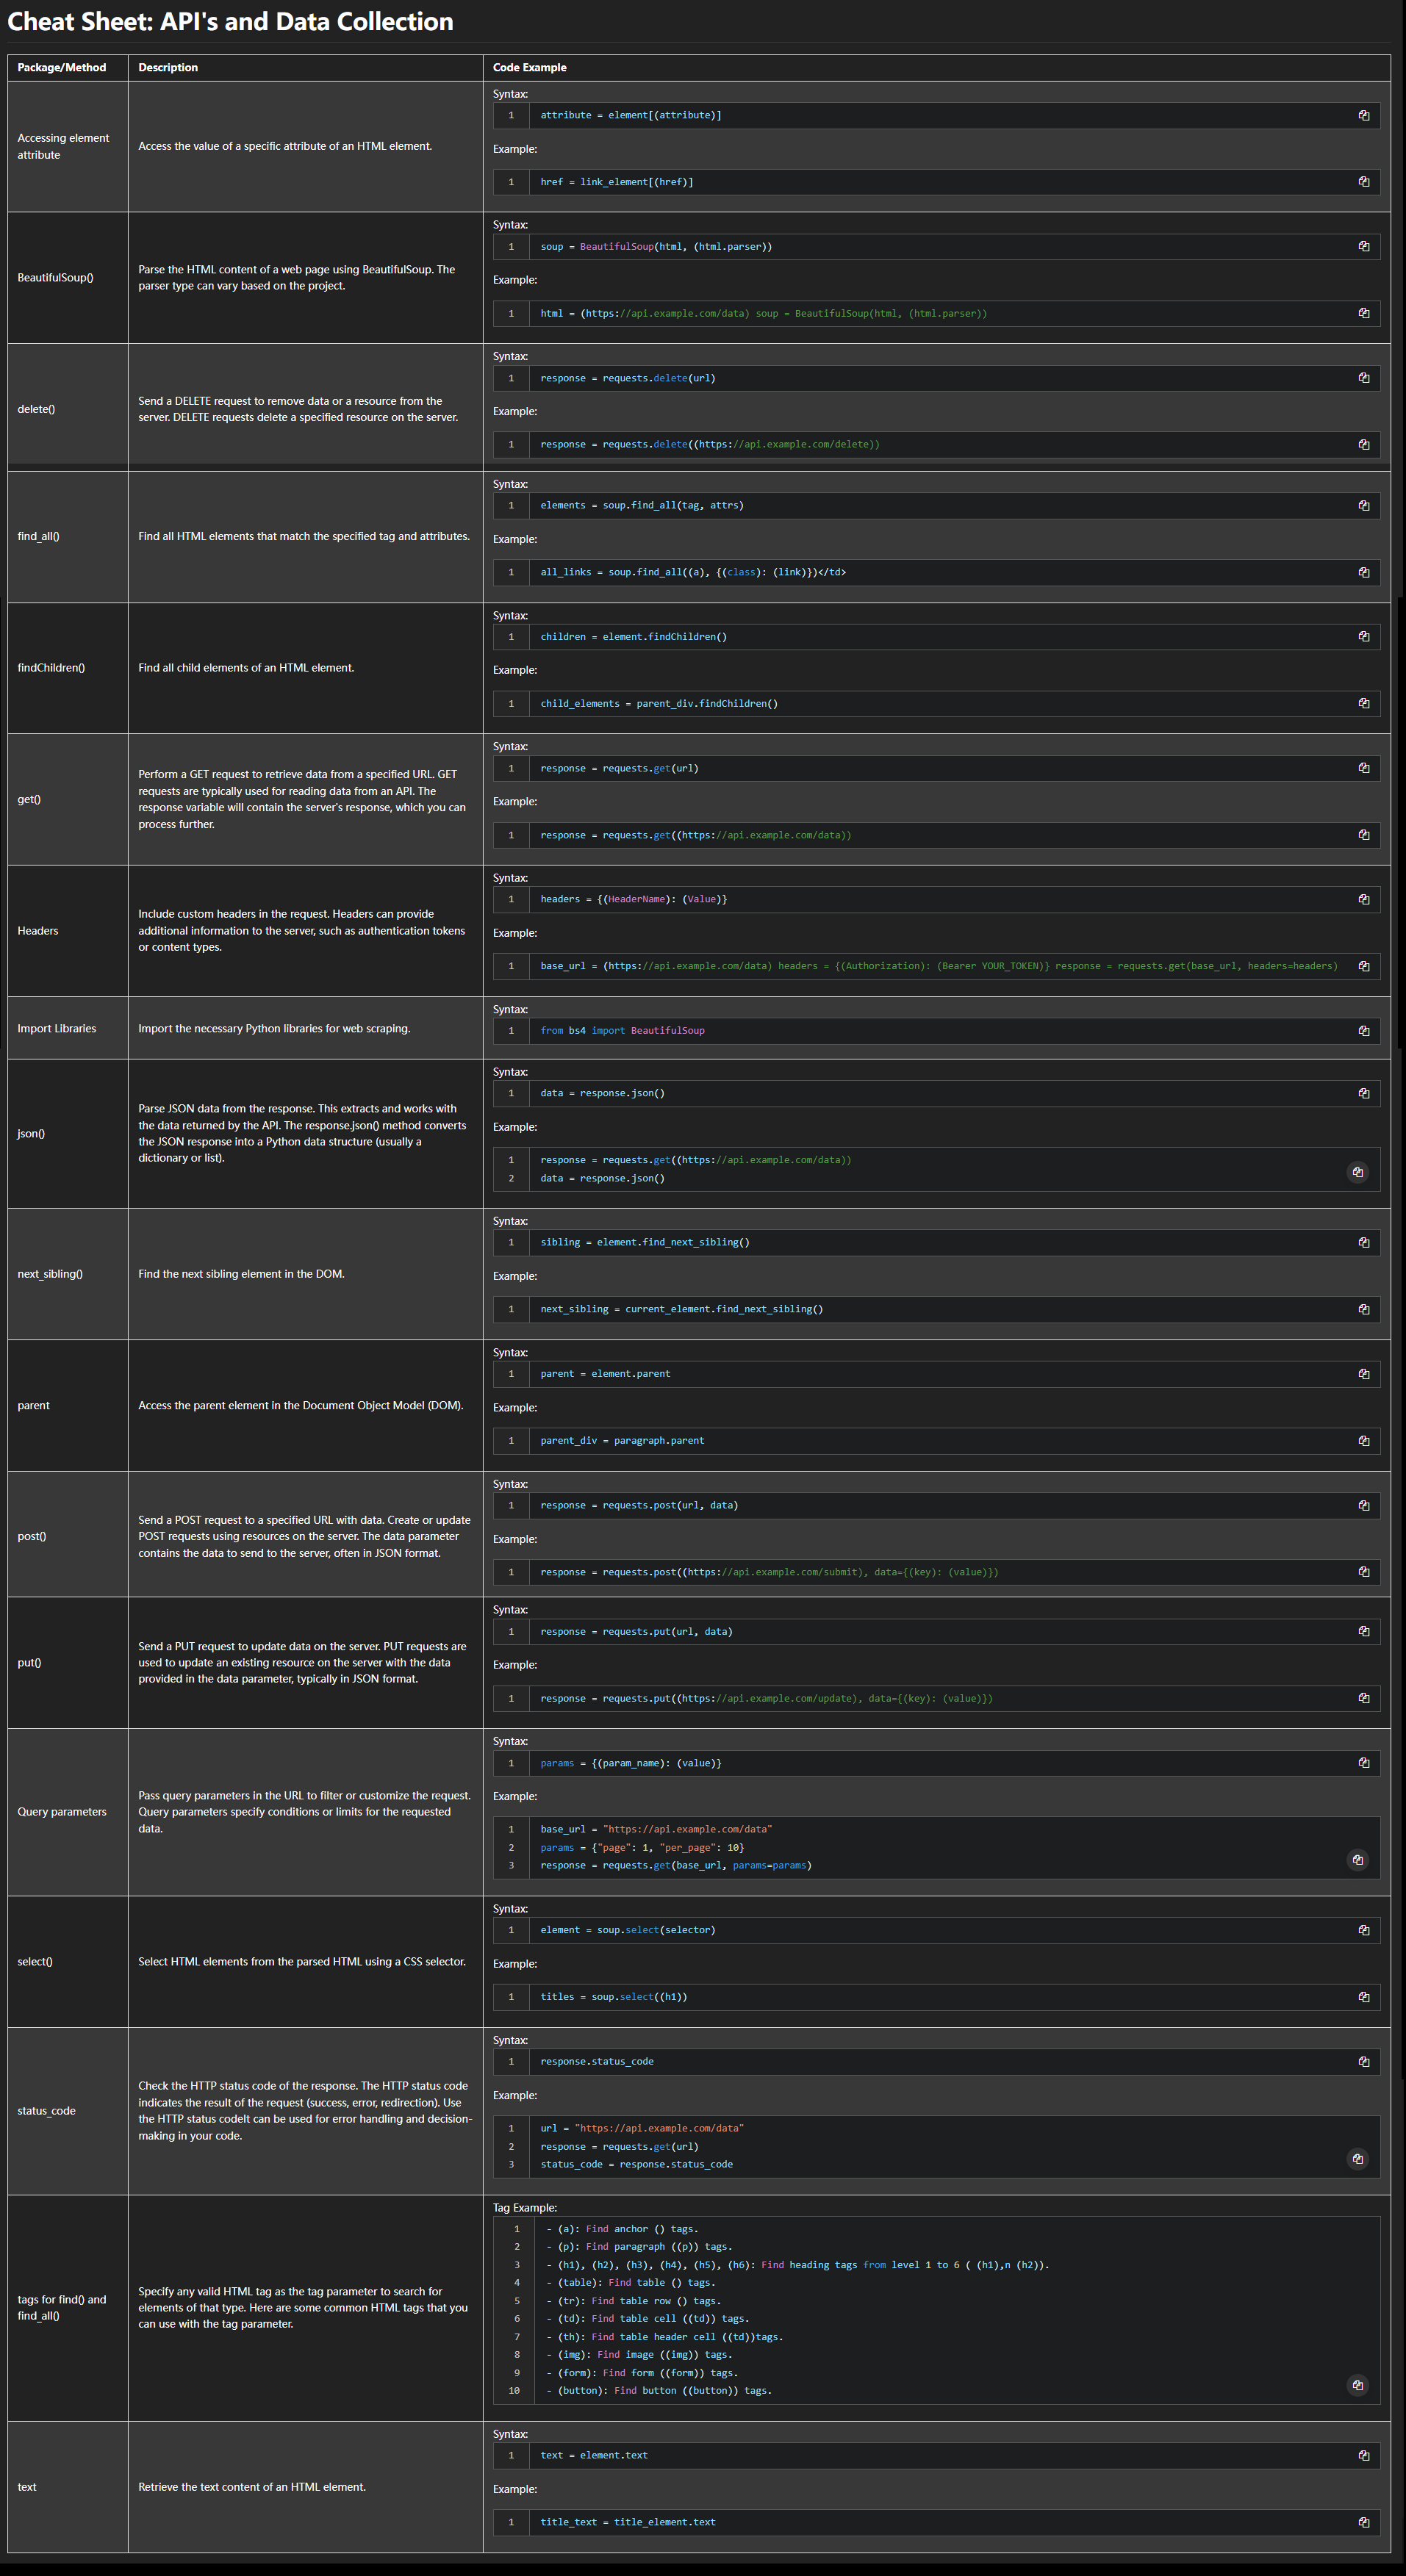 Cheat Sheet: API's and Data Collection
Package/Method
Description
Code Example
Accessing element
attribute
Access the value of a specific attribute of an HTML element.
Syntax:
1 attribute = element[(attribute)]
Example:
1 href = link_element[(href)]
BeautifulSoup()
Parse the HTML content of a web page using BeautifulSoup. The
parser type can vary based on the project.
Syntax:
1 soup = BeautifulSoup(html, (html.parser))
Example:
1 html = (https://api.example.com/data) soup = BeautifulSoup(html, (html.parser))
delete()
Send a DELETE request to remove data or a resource from the
server. DELETE requests delete a specified resource on the server.
Syntax:
1 response = requests.delete(url)
Example:
1 response = requests.delete((https://api.example.com/delete))
find_all()
Find all HTML elements that match the specified tag and attributes.
Syntax:
1 elements = soup.find_all(tag, attrs)
Example:
1 all_links = soup.find_all((a), {(class): (link)})</td>
findChildren()
Find all child elements of an HTML element.
Syntax:
1 children = element.findChildren()
Example:
1 child_elements = parent_div.findChildren()
get()
Perform a GET request to retrieve data from a specified URL. GET
requests are typically used for reading data from an API. The
response variable will contain the server's response, which you can
process further.
Syntax:
1 response = requests.get(url)
Example:
1 response = requests.get((https://api.example.com/data))
Headers
Include custom headers in the request. Headers can provide
additional information to the server, such as authentication tokens
or content types.
Syntax:
1 headers = {(HeaderName): (Value)}
Example:
1 base_url = (https://api.example.com/data) headers = {(Authorization): (Bearer YOUR_TOKEN)} response = requests.get(base_url, headers=headers)
Import Libraries
Import the necessary Python libraries for web scraping.
Syntax:
1 from bs4 import BeautifulSoup
json()
Parse JSON data from the response. This extracts and works with
the data returned by the API. The response.json() method converts
the JSON response into a Python data structure (usually a
dictionary or list).
Syntax:
1 data = response.json()
Example:
1 response = requests.get((https://api.example.com/data))
2 data = response.json()
next_sibling()
Find the next sibling element in the DOM.
Syntax:
1 sibling = element.find_next_sibling()
Example:
1 next_sibling = current_element.find_next_sibling()
parent
Access the parent element in the Document Object Model (DOM).
Syntax:
1 parent = element.parent
Example:
1 parent_div = paragraph.parent
post()
Send a POST request to a specified URL with data. Create or update
POST requests using resources on the server. The data parameter
contains the data to send to the server, often in JSON format.
Syntax:
1 response = requests.post(url, data)
Example:
1 response = requests.post((https://api.example.com/submit), data={(key): (value)})
put()
Send a PUT request to update data on the server. PUT requests are
used to update an existing resource on the server with the data
provided in the data parameter, typically in JSON format.
Syntax:
1 response = requests.put(url, data)
Example:
1 response = requests.put((https://api.example.com/update), data={(key): (value)})
Query parameters
Pass query parameters in the URL to filter or customize the request.
Query parameters specify conditions or limits for the requested
data.
Syntax:
1 params = {(param_name): (value)}
Example:
1 base_url = "https://api.example.com/data"
2 params = {"page": 1, "per_page": 10}
3 response = requests.get(base_url, params=params)
select()
Select HTML elements from the parsed HTML using a CSS selector.
Syntax:
1 element = soup.select(selector)
Example:
1 titles = soup.select((h1))
status_code
Check the HTTP status code of the response. The HTTP status code
indicates the result of the request (success, error, redirection). Use
the HTTP status codeIt can be used for error handling and decision-
making in your code.
Syntax:
1 response.status_code
Example:
1 url = "https://api.example.com/data"
2 response = requests.get(url)
3 status_code = response.status_code
tags for find() and
find_all()
Specify any valid HTML tag as the tag parameter to search for
elements of that type. Here are some common HTML tags that you
can use with the tag parameter.
Tag Example:
1 - (a): Find anchor () tags.
2 - (p): Find paragraph ((p)) tags.
3 - (h1), (h2), (h3), (h4), (h5), (h6): Find heading tags from level 1 to 6 ( (h1),n (h2)).
4 - (table): Find table () tags.
5 - (tr): Find table row () tags.
6 - (td): Find table cell ((td)) tags.
7 - (th): Find table header cell ((td))tags.
8 - (img): Find image ((img)) tags.
9 - (form): Find form ((form)) tags.
10 - (button): Find button ((button)) tags.
text
Retrieve the text content of an HTML element.
Syntax:
1 text = element.text
Example:
1 title_text = title_element.text